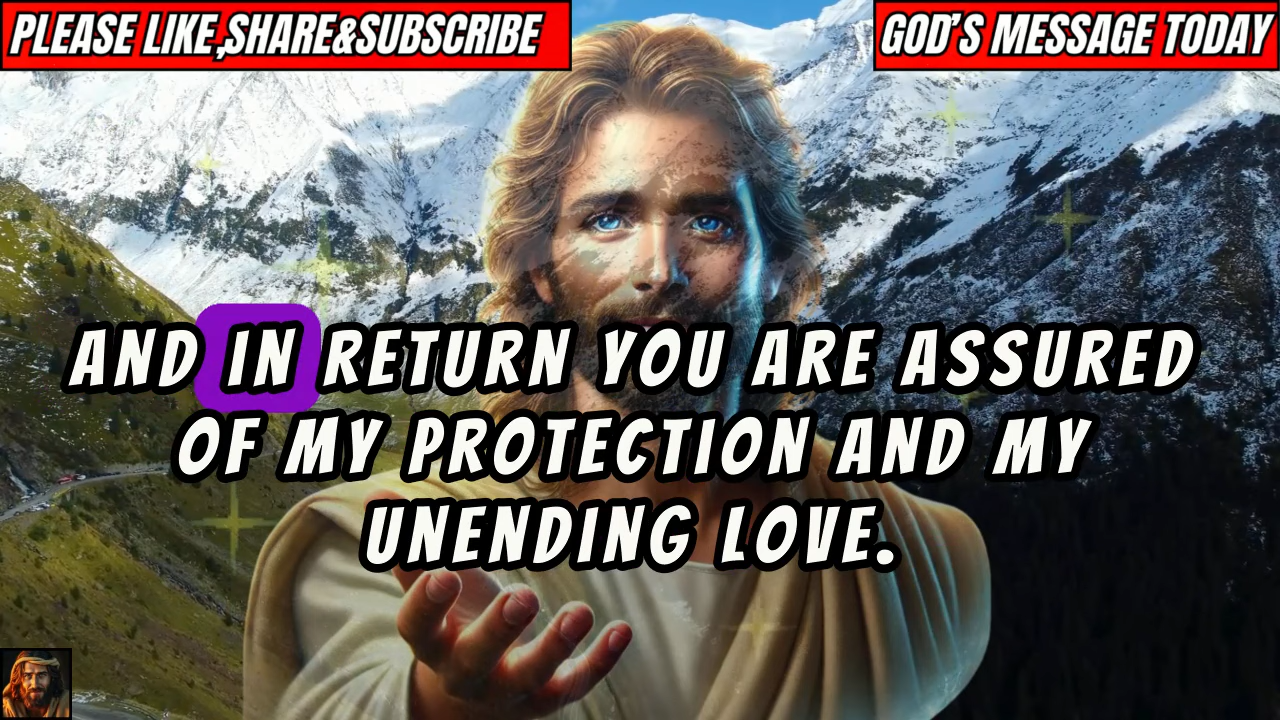 PLEASE LIKE,SHARE&SUBSCRIBE
GOD'S MESSAGE TODAY
AND IN RETURN YOU ARE ASSURED
OF MY PROTECTION AND MY
UNENDING LOVE.